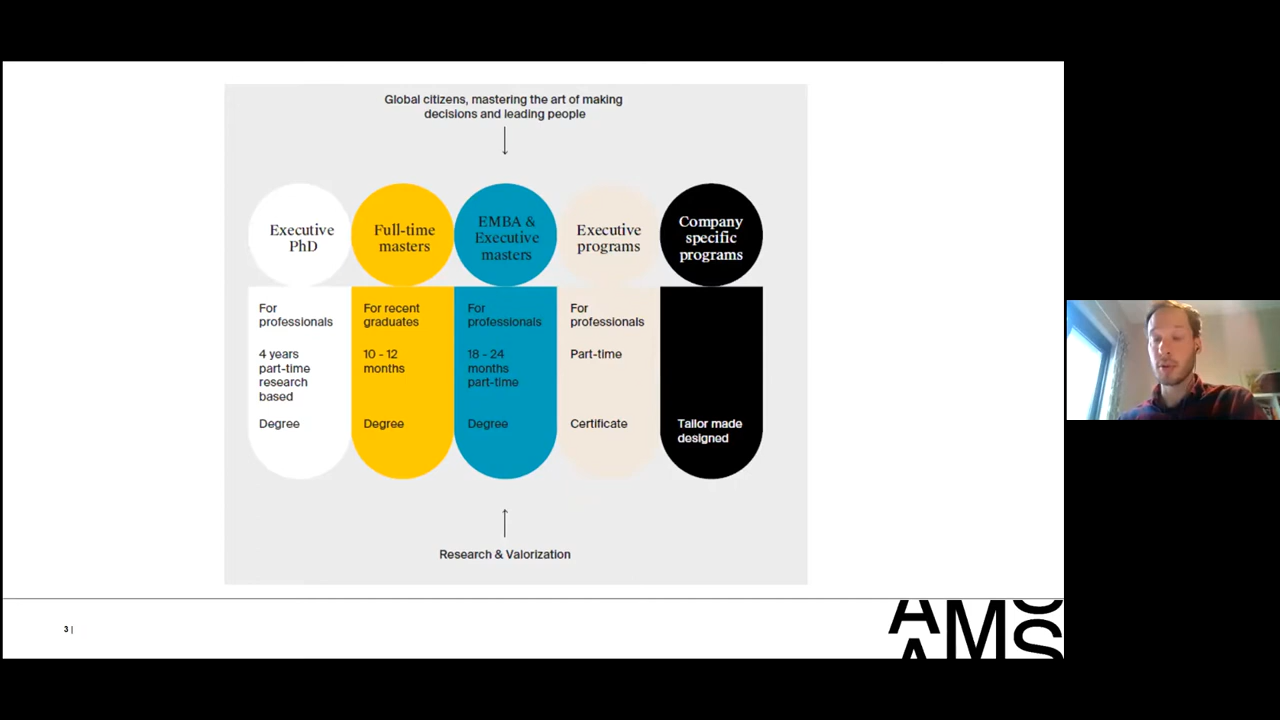 Global citizens, mastering the art of making
decisions and leading people
Executive
PhD
Full-time
masters
EMBA &
Executive
masters
Executive
programs
Company
specific
programs
For
professionals
4 years
part-time
research
based
Degree
For recent
graduates
10 - 12
months
Degree
For
professionals
18 - 24
months
part-time
Degree
For
professionals
Part-time
Certificate
Tailor made
designed
Research & Valorization
3 |
AMS